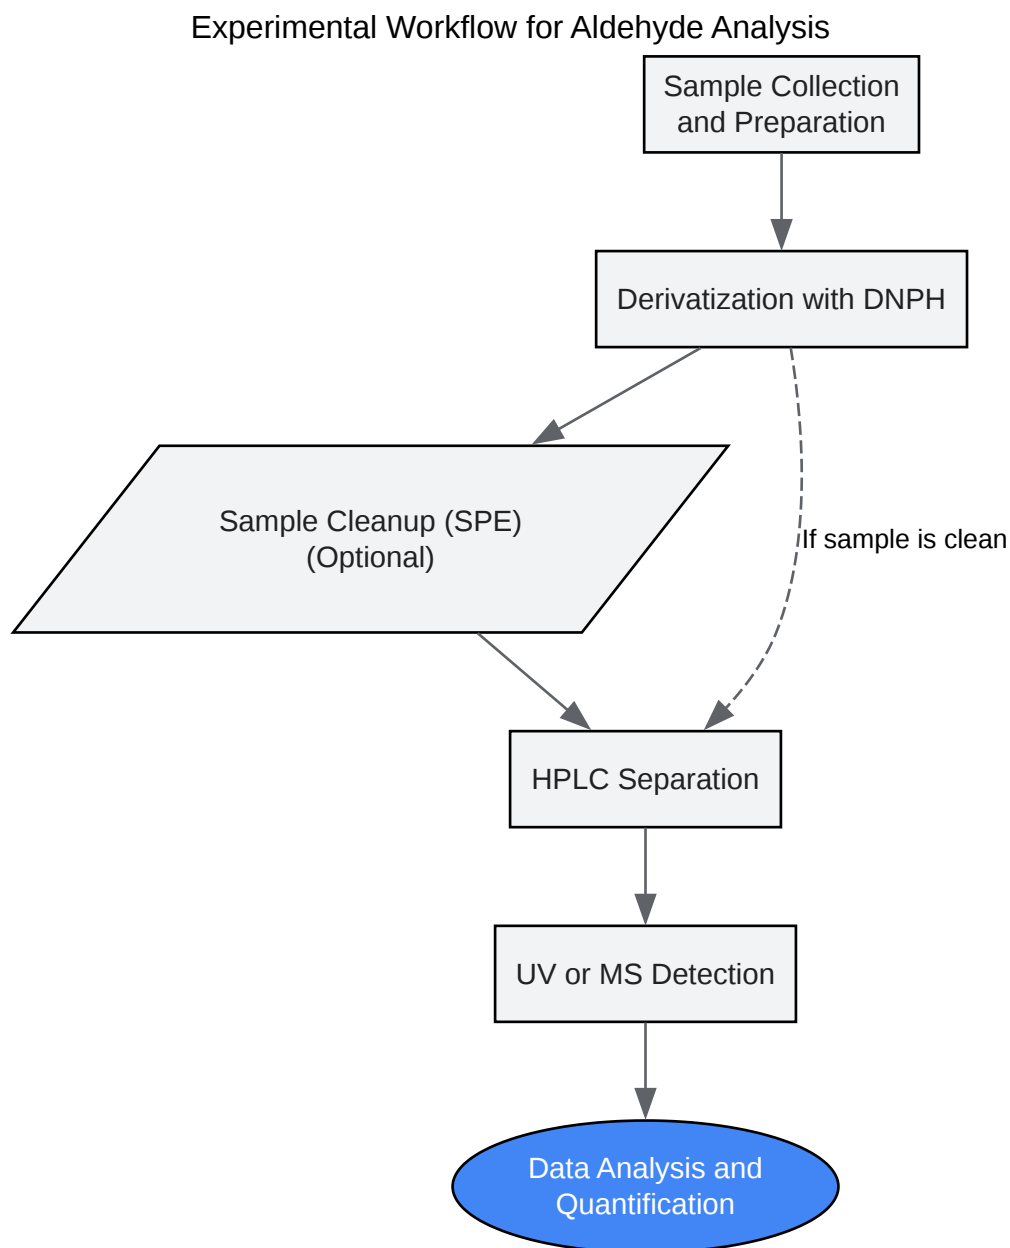 Experimental Workflow for Aldehyde Analysis
Sample Collection
and Preparation
Derivatization with DNPH
Sample Cleanup (SPE)
(Optional)
If sample is clean
HPLC Separation
UV or MS Detection
Data Analysis and
Quantification